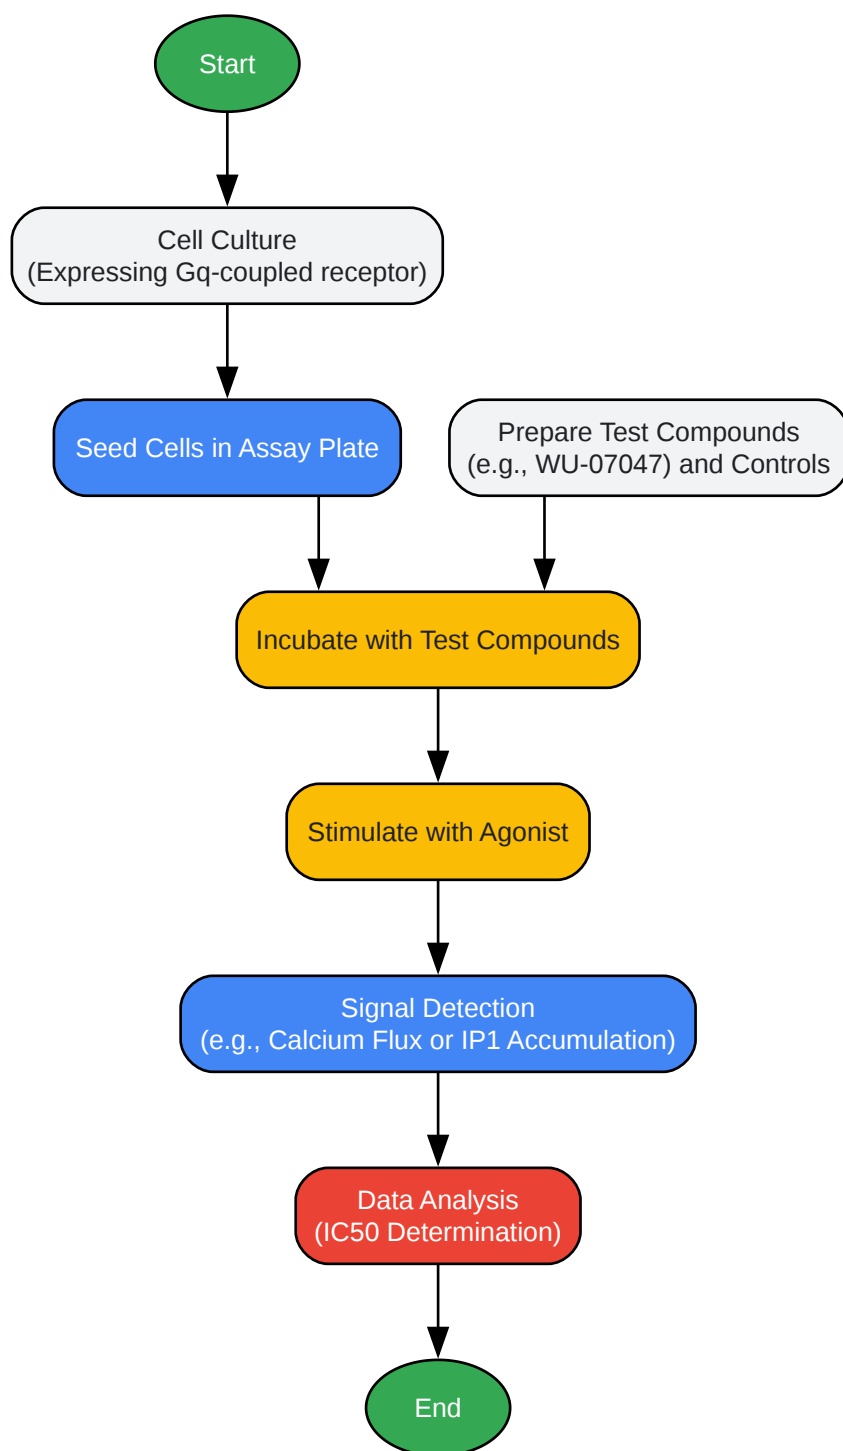 Start
Cell Culture
(Expressing Gq-coupled receptor)
Seed Cells in Assay Plate
Prepare Test Compounds
(e.g., WU-07047) and Controls
Incubate with Test Compounds
Stimulate with Agonist
Signal Detection
(e.g., Calcium Flux or IP1 Accumulation)
Data Analysis
(IC50 Determination)
End